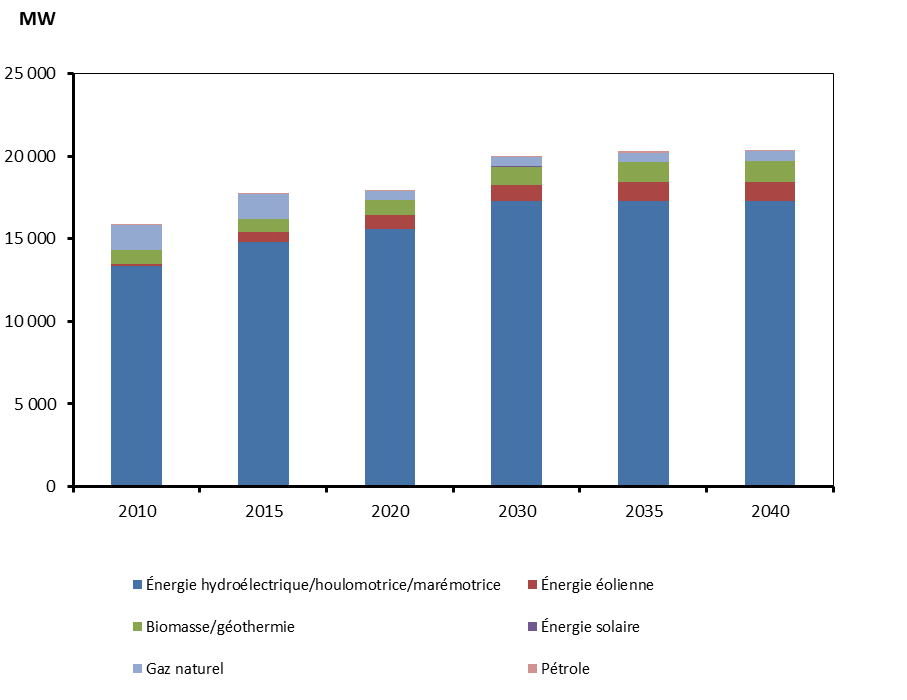 MW
25 000
20 000
15 000
10 000
5 000
0
2010 2015 2020 2030 2035 2040
Énergie hydroélectrique/houlomotrice/marémotrice Énergie éolienne
Biomasse/géothermie Énergie solaire
Gaz naturel Pétrole